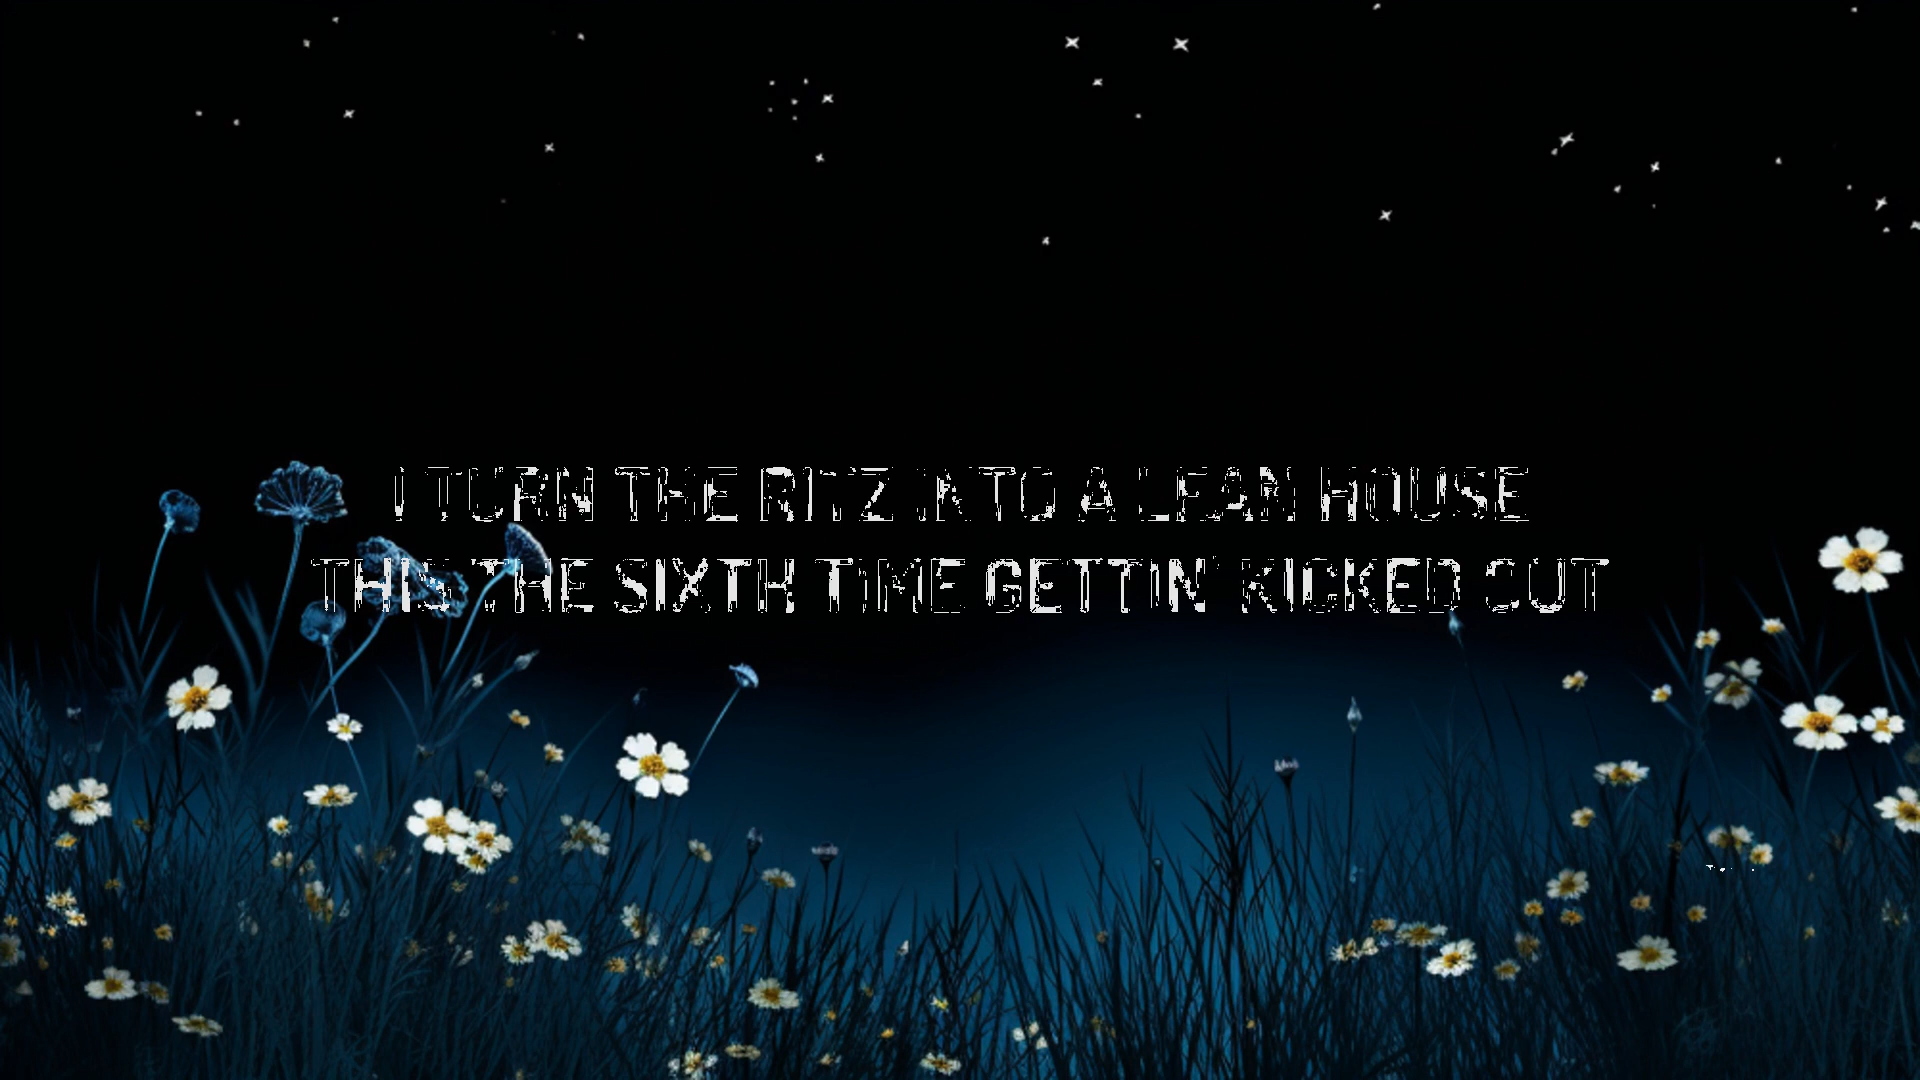 I TURN THE RITZ INTO A LEAN HOUSE
THIS THE SIXTH TIME GETTIN' KICKED OUT